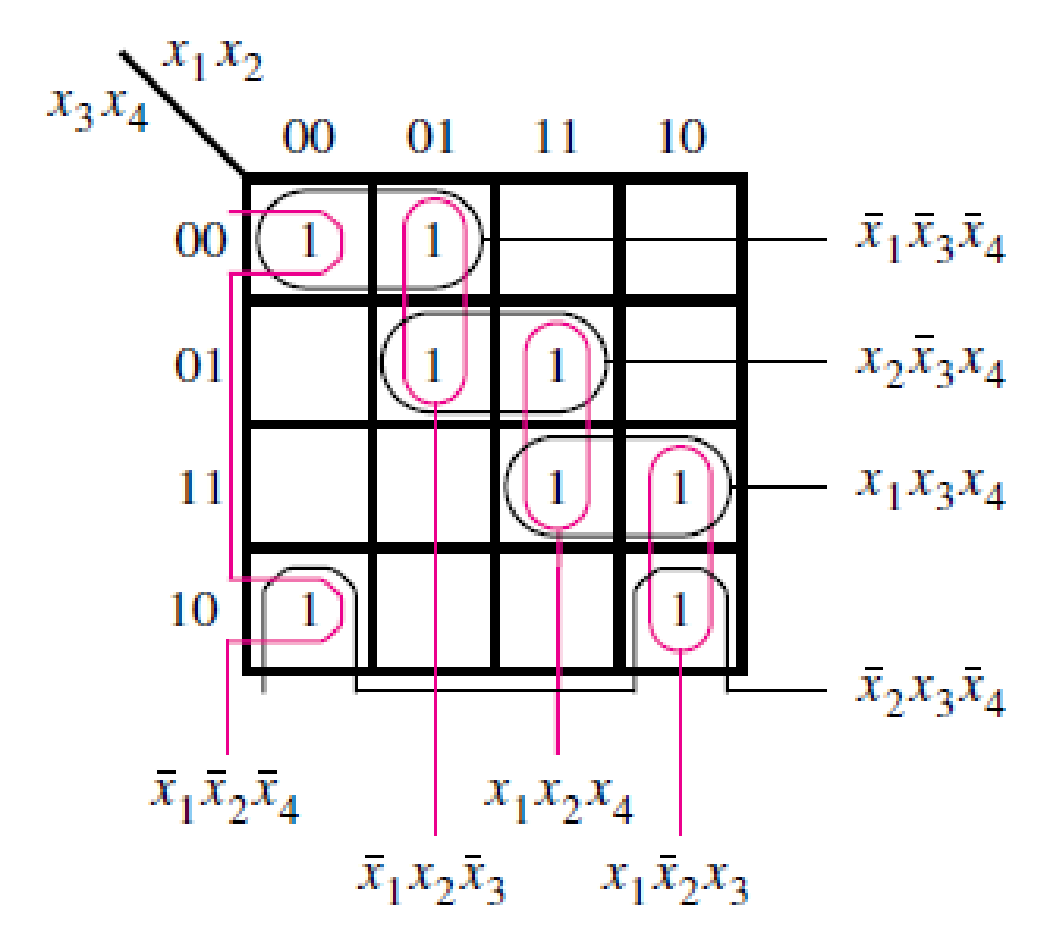 x₁x₂
x₃x₄
00 01 11 10
00 1 1 x̄₁x̄₃x̄₄
01 1 1 x₂x̄₃x₄
11 1 1 x₁x₃x₄
10 1 1
x̄₂x₃x̄₄
x̄₁x̄₂x̄₄ x₁x₂x₄
x̄₁x₂x̄₃ x₁x̄₂x₃